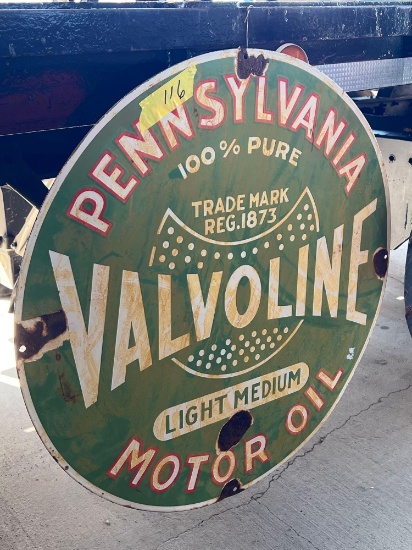 116
PENNSYLVANIA
100% PURE
TRADE MARK
REG. 1873
VALVOLINE
LIGHT MEDIUM
MOTOR OIL